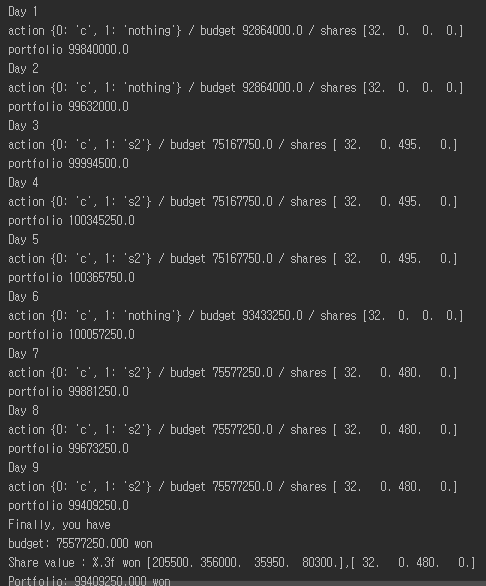 Day 1
action {0: 'c', 1: 'nothing'} / budget 92864000.0 / shares [32.  0.  0.  0.]
portfolio 99840000.0
Day 2
action {0: 'c', 1: 'nothing'} / budget 92864000.0 / shares [32.  0.  0.  0.]
portfolio 99632000.0
Day 3
action {0: 'c', 1: 's2'} / budget 75167750.0 / shares [ 32.   0. 495.   0.]
portfolio 99994500.0
Day 4
action {0: 'c', 1: 's2'} / budget 75167750.0 / shares [ 32.   0. 495.   0.]
portfolio 100345250.0
Day 5
action {0: 'c', 1: 's2'} / budget 75167750.0 / shares [ 32.   0. 495.   0.]
portfolio 100365750.0
Day 6
action {0: 'c', 1: 'nothing'} / budget 93433250.0 / shares [32.  0.  0.  0.]
portfolio 100057250.0
Day 7
action {0: 'c', 1: 's2'} / budget 75577250.0 / shares [ 32.   0. 480.   0.]
portfolio 99881250.0
Day 8
action {0: 'c', 1: 's2'} / budget 75577250.0 / shares [ 32.   0. 480.   0.]
portfolio 99673250.0
Day 9
action {0: 'c', 1: 's2'} / budget 75577250.0 / shares [ 32.   0. 480.   0.]
portfolio 99409250.0
Finally, you have
budget: 75577250.000 won
Share value : %.3f won [205500. 356000.  35950.  80300.],[ 32.   0. 480.   0.]
Portfolio: 99409250.000 won